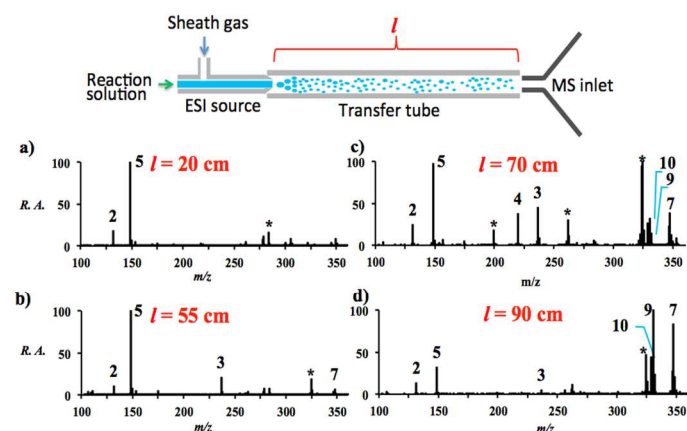 Sheath gas
l
Reaction
solution
ESI source
Transfer tube
MS inlet
a)
l = 20 cm
R. A.
100
50
0
2
5
*
100
150
200
250
300
350
m/z
c)
l = 70 cm
100
50
0
2
5
*
4
3
*
*
10
9
7
100
150
200
250
300
350
m/z
b)
l = 55 cm
R. A.
100
50
0
2
5
3
*
7
100
150
200
250
300
350
m/z
d)
l = 90 cm
100
50
0
2
5
3
*
10
9
7
100
150
200
250
300
350
m/z